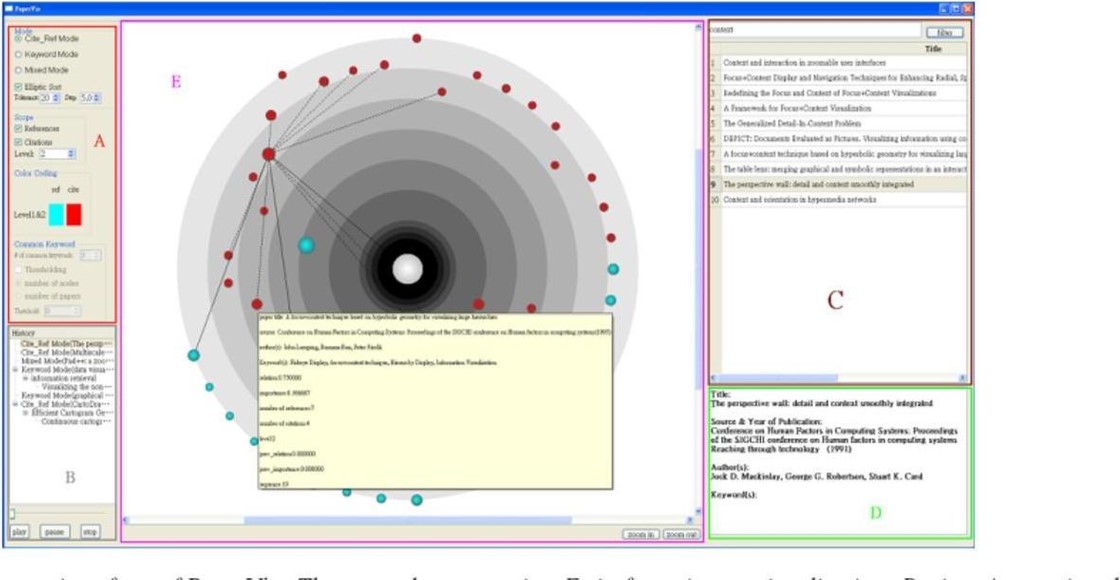 PaperVis
Mode
Cite_Ref Mode
Keyword Mode
Mixed Mode
Elliptic Sort
Tolerance 20 Step 5.0
Scope
References
Citations
Level: 2
A
Color Coding
ref cite
Level1&2
Common Keyword
# of common keywords
Thresholding
number of nodes
number of papers
Threshold
History
Cite_Ref Mode(The persp···
Cite_Ref Mode(Multiscale···
Mixed Mode(Pad++: a zoo···
Keyword Mode(data visua···
information retrieval
Visualizing the non···
Keyword Mode(graphical
Cite_Ref Mode(CartoDra···
Efficient Cartogram Ge···
Continuous cartogr···
B
play pause stop
E
paper title: A focus+context technique based on hyperbolic geometry for visualizing large hierarchies
source: Conference on Human Factors in Computing Systems: Proceedings of the SIGCHI conference on Human factors in computing systems(1995)
author(s): John Lamping, Ramana Rao, Peter Pirolli
Keyword(s): Fisheye Display, focus+context technique, Hierarchy Display, Information Visualization
relation:0.750000
number of references:7
number of citations:4
level:2
prev_relation:0.000000
prev_importance:0.000000
sequence:19
zoom in zoom out
context filter
Title
1 Content and interaction in zoomable user interfaces
2 Focus+Context Display and Navigation Techniques for Enhancing Radial, Sp
3 Redefining the Focus and Context of Focus+Context Visualizations
4 A Framework for Focus+Context Visualization
5 The Generalized Detail-In-Context Problem
6 DEPICT: Documents Evaluated as Pictures. Visualizing information using co
7 A focus+context technique based on hyperbolic geometry for visualizing larg
8 The table lens: merging graphical and symbolic representations in an interact
9 The perspective wall: detail and context smoothly integrated
10 Context and orientation in hypermedia networks
C
Title:
The perspective wall: detail and context smoothly integrated
Source & Year of Publication:
Conference on Human Factors in Computing Systems: Proceedings
of the SIGCHI conference on Human factors in computing systems
Reaching through technology (1991)
Author(s):
Jock D. Mackinlay, George G. Robertson, Stuart K. Card
Keyword(s):
D